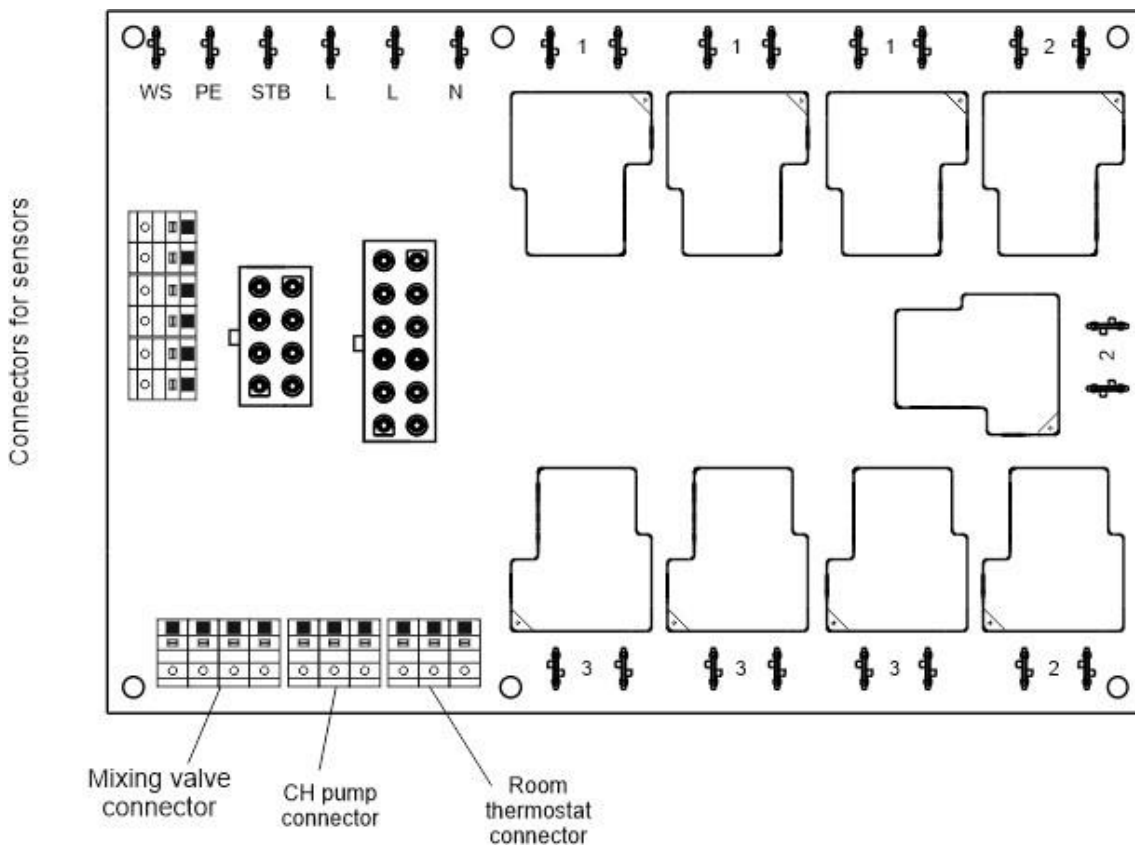 1 1 1 2
WS PE STB L L N
Connectors for sensors
2
3 3 3 2
Mixing valve
connector
CH pump
connector
Room
thermostat
connector